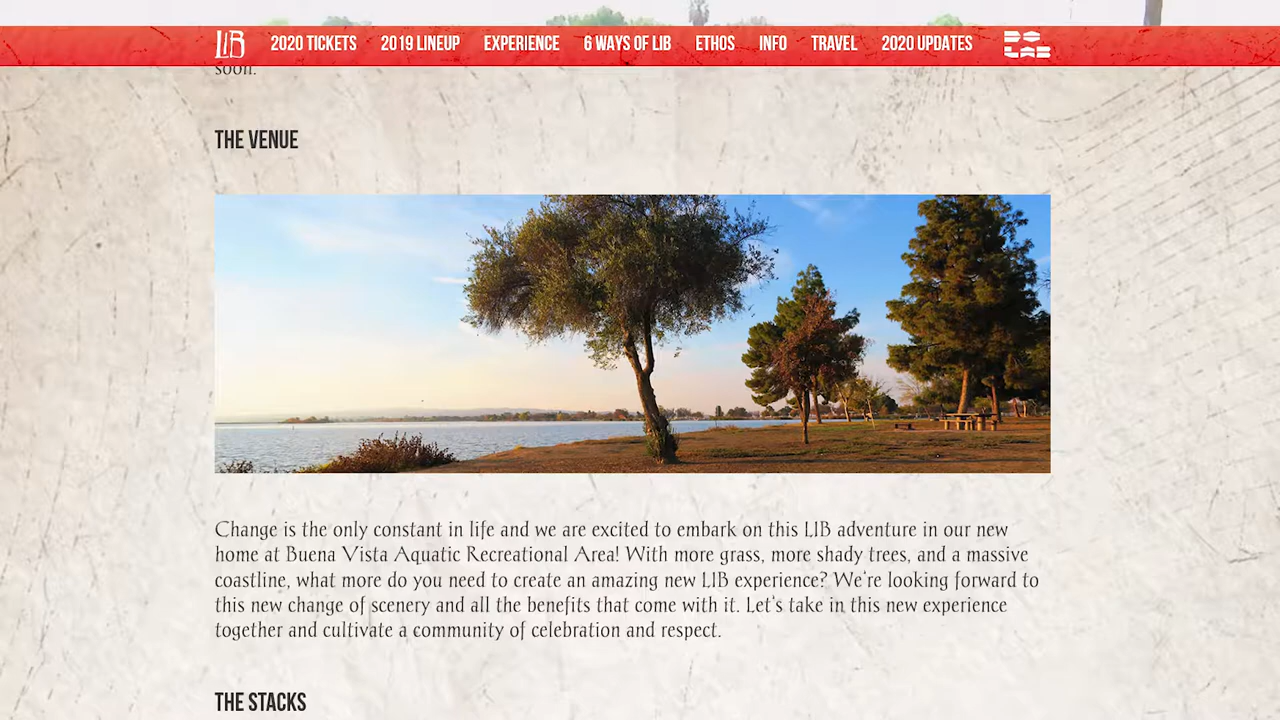 LIB 2020 TICKETS 2019 LINEUP EXPERIENCE 6 WAYS OF LIB ETHOS INFO TRAVEL 2020 UPDATES DO LAB
soon.
THE VENUE
Change is the only constant in life and we are excited to embark on this LIB adventure in our new
home at Buena Vista Aquatic Recreational Area! With more grass, more shady trees, and a massive
coastline, what more do you need to create an amazing new LIB experience? We're looking forward to
this new change of scenery and all the benefits that come with it. Let's take in this new experience
together and cultivate a community of celebration and respect.
THE STACKS